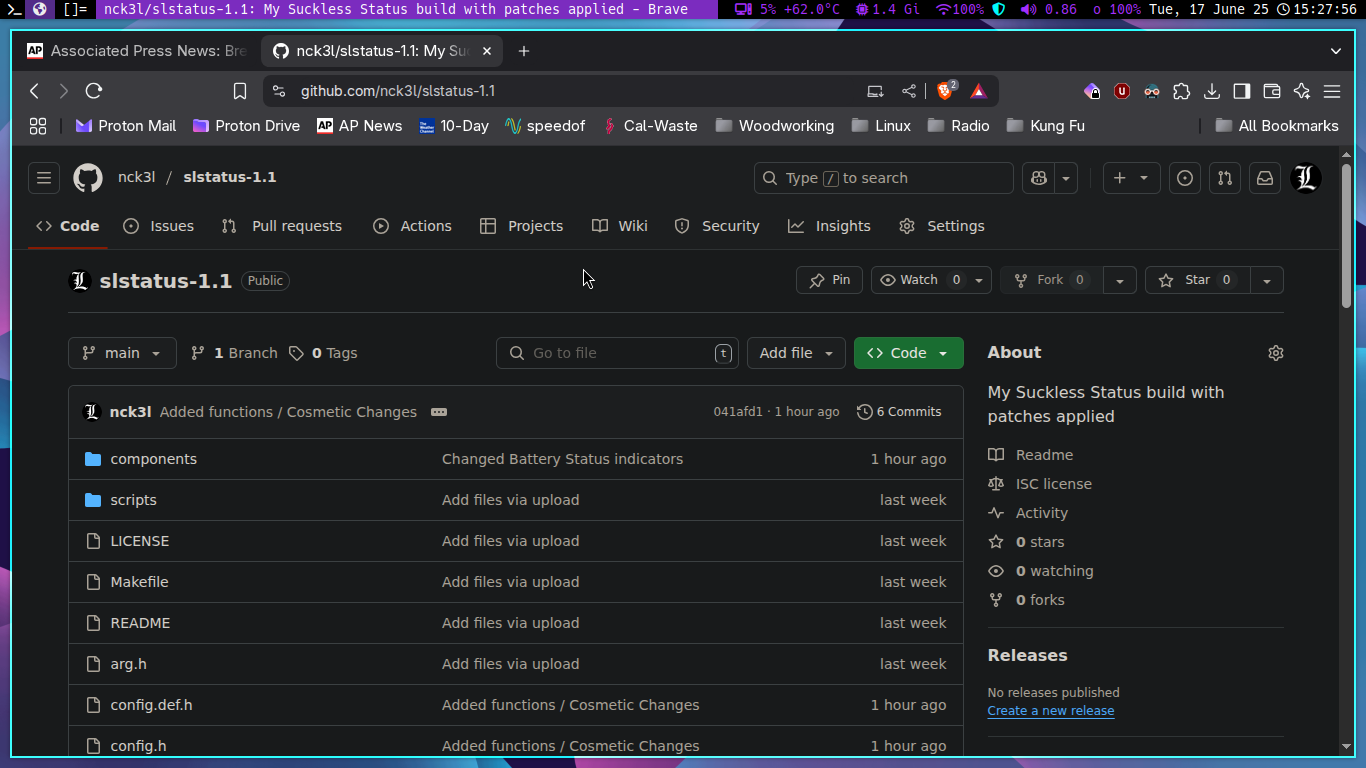 []= nck3l/slstatus-1.1: My Suckless Status build with patches applied - Brave 5% +62.0°C 1.4 Gi 100% 0.86 o 100% Tue, 17 June 25 15:27:56
AP Associated Press News: Bre nck3l/slstatus-1.1: My Suc
github.com/nck3l/slstatus-1.1 2
Proton Mail Proton Drive AP AP News 10-Day speedof Cal-Waste Woodworking Linux Radio Kung Fu All Bookmarks
nck3l / slstatus-1.1 Type / to search
Code Issues Pull requests Actions Projects Wiki Security Insights Settings
slstatus-1.1 Public Pin Watch 0 Fork 0 Star 0
main 1 Branch 0 Tags Go to file t Add file Code
nck3l Added functions / Cosmetic Changes 041afd1 · 1 hour ago 6 Commits
components Changed Battery Status indicators 1 hour ago
scripts Add files via upload last week
LICENSE Add files via upload last week
Makefile Add files via upload last week
README Add files via upload last week
arg.h Add files via upload last week
config.def.h Added functions / Cosmetic Changes 1 hour ago
config.h Added functions / Cosmetic Changes 1 hour ago
About
My Suckless Status build with
patches applied
Readme
ISC license
Activity
0 stars
0 watching
0 forks
Releases
No releases published
Create a new release